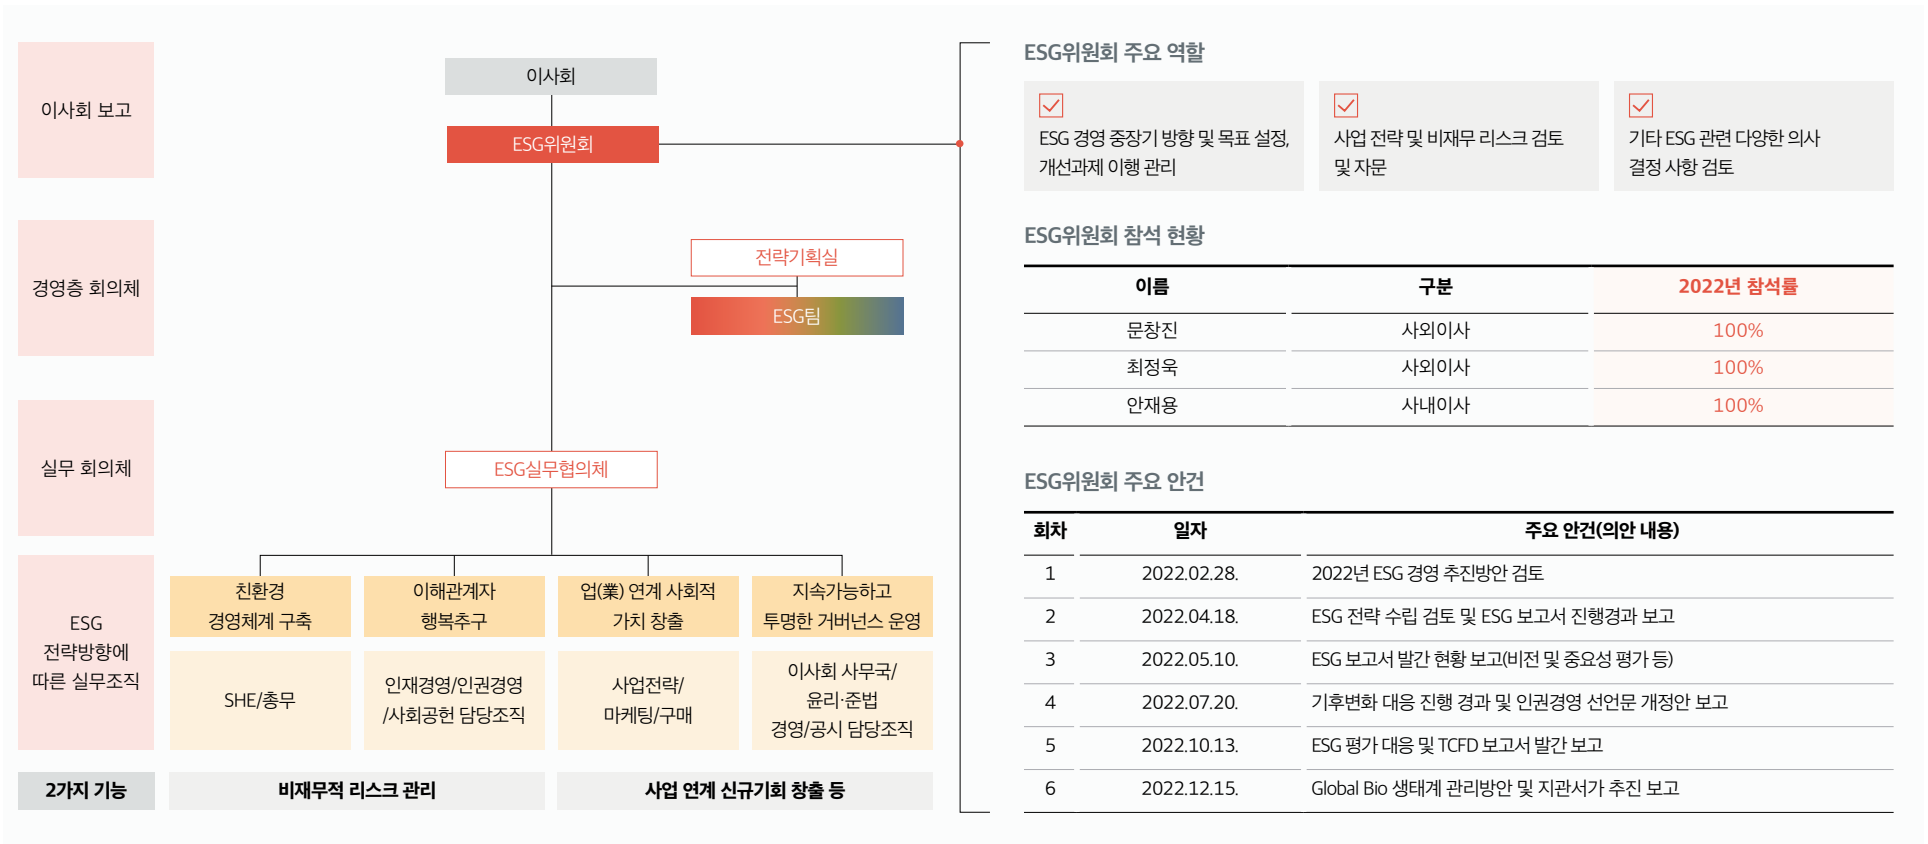 이사회 보고
이사회
ESG위원회
경영층 회의체
전략기획실
ESG팀
실무 회의체
ESG실무협의체
ESG
전략방향에
따른 실무조직
친환경
경영체계 구축
이해관계자
행복추구
업(業) 연계 사회적
가치 창출
지속가능하고
투명한 거버넌스 운영
SHE/총무
인재경영/인권경영
/사회공헌 담당조직
사업전략/
마케팅/구매
이사회 사무국/
윤리·준법
경영/공시 담당조직
2가지 기능
비재무적 리스크 관리
사업 연계 신규기회 창출 등
ESG위원회 주요 역할
ESG 경영 중장기 방향 및 목표 설정,
개선과제 이행 관리
사업 전략 및 비재무 리스크 검토
및 자문
기타 ESG 관련 다양한 의사
결정 사항 검토
ESG위원회 참석 현황
이름 구분 2022년 참석률
문창진 사외이사 100%
최정욱 사외이사 100%
안재용 사내이사 100%
ESG위원회 주요 안건
회차 일자 주요 안건(의안 내용)
1 2022.02.28. 2022년 ESG 경영 추진방안 검토
2 2022.04.18. ESG 전략 수립 검토 및 ESG 보고서 진행경과 보고
3 2022.05.10. ESG 보고서 발간 현황 보고(비전 및 중요성 평가 등)
4 2022.07.20. 기후변화 대응 진행 경과 및 인권경영 선언문 개정안 보고
5 2022.10.13. ESG 평가 대응 및 TCFD 보고서 발간 보고
6 2022.12.15. Global Bio 생태계 관리방안 및 지관서가 추진 보고